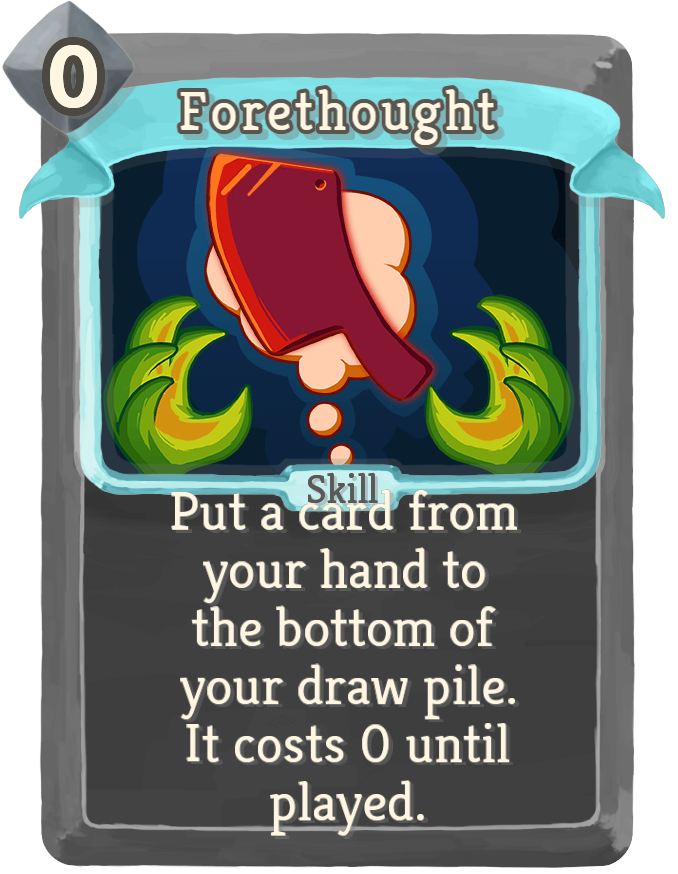 0
Forethought
Skill
Put a card from
your hand to
the bottom of
your draw pile.
It costs 0 until
played.